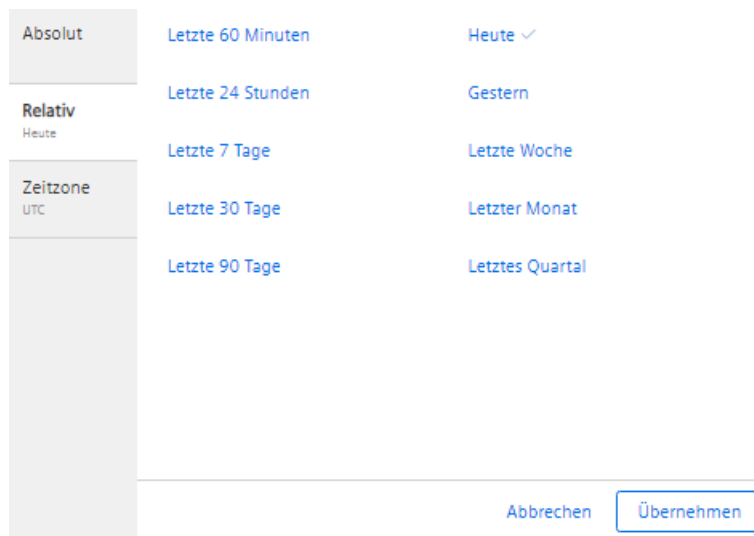 Absolut
Relativ
Heute
Zeitzone
UTC
Letzte 60 Minuten
Heute
Letzte 24 Stunden
Gestern
Letzte 7 Tage
Letzte Woche
Letzte 30 Tage
Letzter Monat
Letzte 90 Tage
Letztes Quartal
Abbrechen
Übernehmen